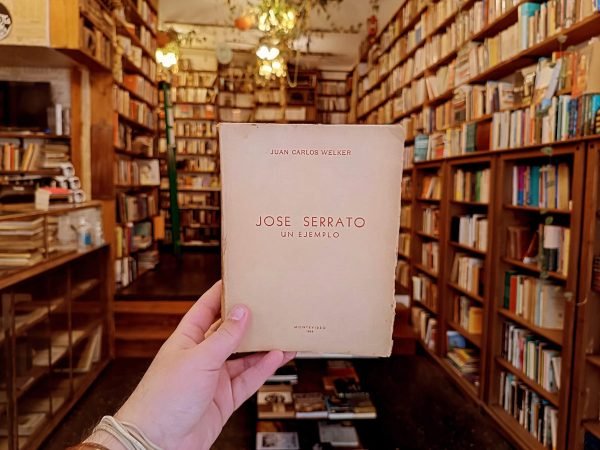 JUAN CARLOS WELKER
JOSE SERRATO
UN EJEMPLO
MONTEVIDEO